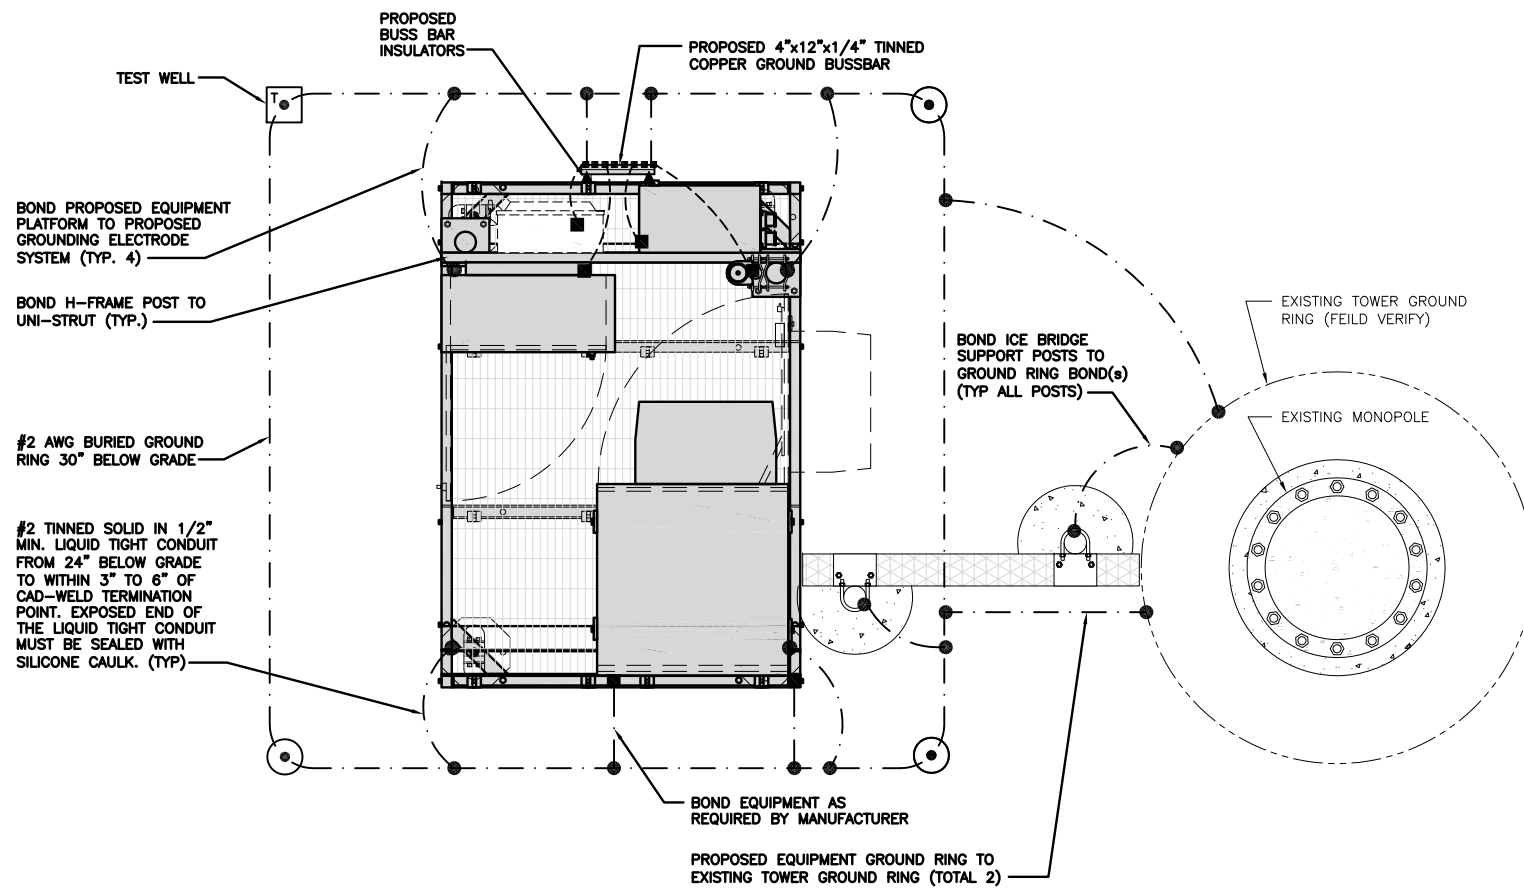 PROPOSED
BUSS BAR
INSULATORS
PROPOSED 4"x12"x1/4" TINNED
COPPER GROUND BUSSBAR
TEST WELL
T
BOND PROPOSED EQUIPMENT
PLATFORM TO PROPOSED
GROUNDING ELECTRODE
SYSTEM (TYP. 4)
BOND H-FRAME POST TO
UNI-STRUT (TYP.)
EXISTING TOWER GROUND
RING (FEILD VERIFY)
BOND ICE BRIDGE
SUPPORT POSTS TO
GROUND RING BOND(s)
(TYP ALL POSTS)
EXISTING MONOPOLE
#2 AWG BURIED GROUND
RING 30" BELOW GRADE
#2 TINNED SOLID IN 1/2"
MIN. LIQUID TIGHT CONDUIT
FROM 24" BELOW GRADE
TO WITHIN 3" TO 6" OF
CAD-WELD TERMINATION
POINT. EXPOSED END OF
THE LIQUID TIGHT CONDUIT
MUST BE SEALED WITH
SILICONE CAULK. (TYP)
BOND EQUIPMENT AS
REQUIRED BY MANUFACTURER
PROPOSED EQUIPMENT GROUND RING TO
EXISTING TOWER GROUND RING (TOTAL 2)